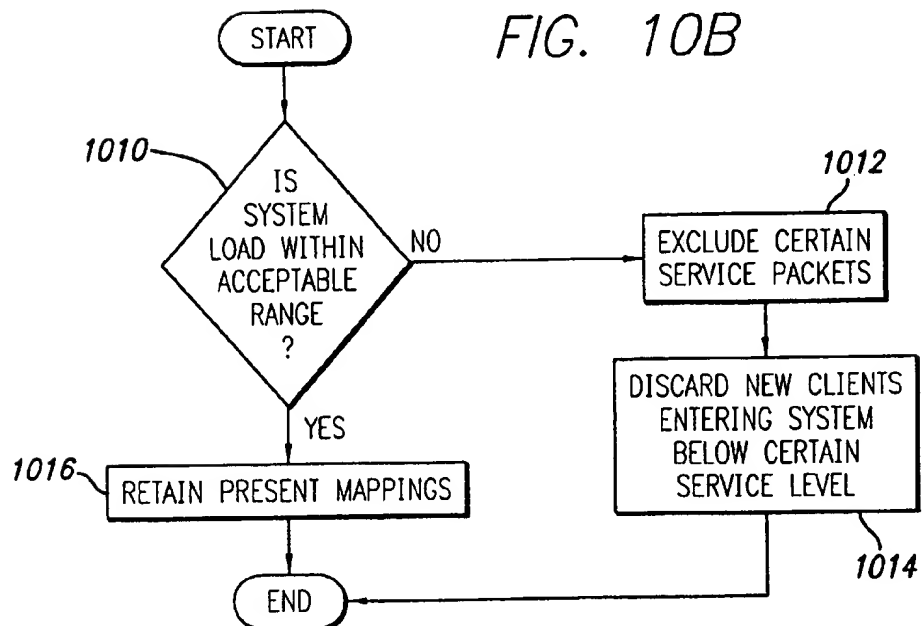 FIG. 10B
START
1010
IS
SYSTEM
LOAD WITHIN
ACCEPTABLE
RANGE
?
NO
1012
EXCLUDE CERTAIN
SERVICE PACKETS
DISCARD NEW CLIENTS
ENTERING SYSTEM
BELOW CERTAIN
SERVICE LEVEL
1014
YES
1016
RETAIN PRESENT MAPPINGS
END